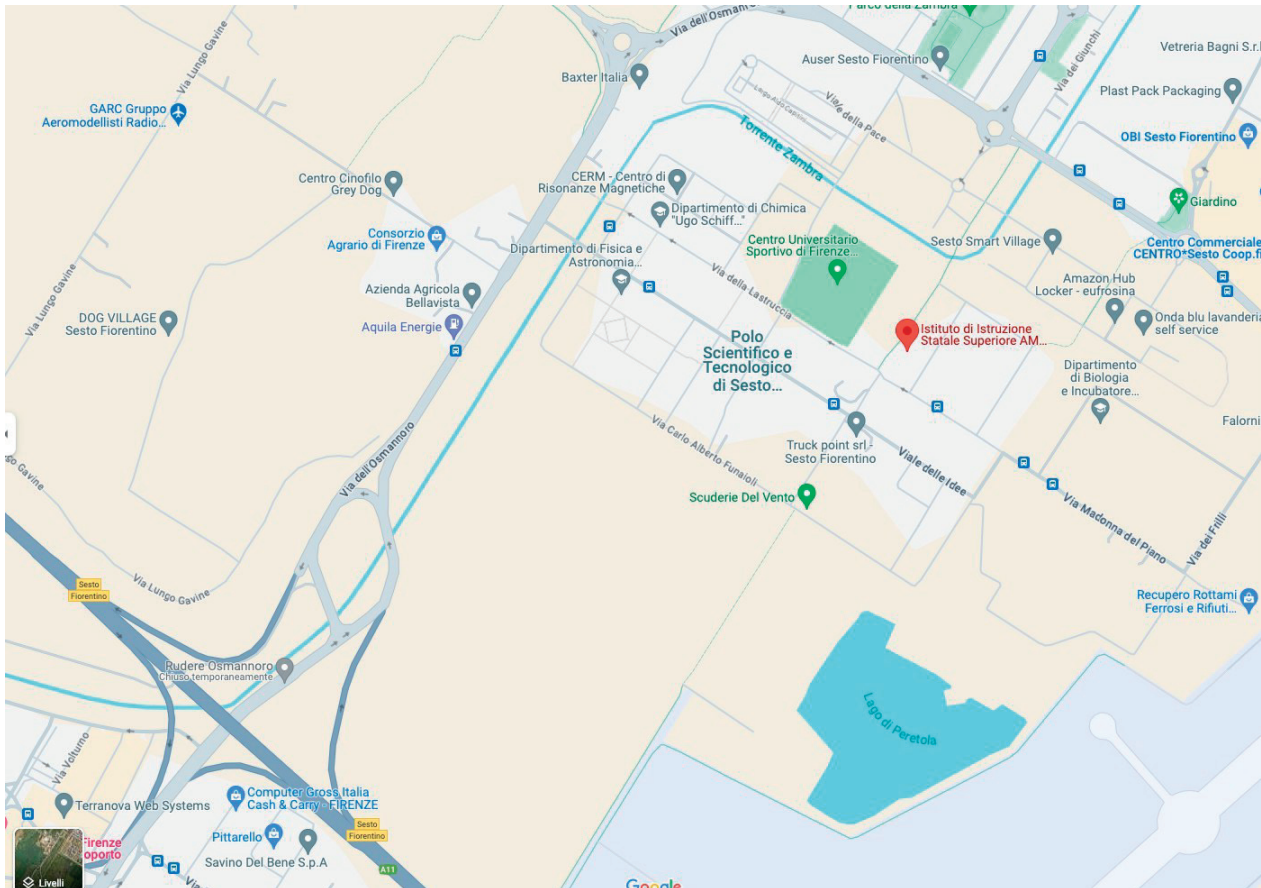 Parco della Zambra
Via dell'Osmannoro
Via dei Giunchi
Vetreria Bagni S.r.l
Auser Sesto Fiorentino
Baxter Italia
Plast Pack Packaging
Via Lungo Gavine
GARC Gruppo
Aeromodellisti Radio...
Largo Aldo Capitini
Viale della Pace
Torrente Zambra
OBI Sesto Fiorentino
CERM - Centro di
Risonanze Magnetiche
Centro Cinofilo
Grey Dog
Dipartimento di Chimica
"Ugo Schiff..."
Giardino
Consorzio
Agrario di Firenze
Dipartimento di Fisica e
Astronomia...
Centro Universitario
Sportivo di Firenze...
Sesto Smart Village
Centro Commerciale
CENTRO*Sesto Coop.fi
Via della Lastruccia
Via Lungo Gavine
Azienda Agricola
Bellavista
Amazon Hub
Locker - eufrosina
DOG VILLAGE
Sesto Fiorentino
Aquila Energie
Onda blu lavanderia
self service
Istituto di Istruzione
Statale Superiore AM...
Polo
Scientifico e
Tecnologico
di Sesto...
Dipartimento
di Biologia
e Incubatore...
Falorni
Via Carlo Alberto Funaioli
Truck point srl -
Sesto Fiorentino
Via dell'Osmannoro
Lungo Gavine
Viale delle Idee
Scuderie Del Vento
Via Madonna del Piano
Via dei Frilli
Via Lungo Gavine
Sesto
Fiorentino
Recupero Rottami
Ferrosi e Rifiuti...
Rudere Osmannoro
Chiuso temporaneamente
Lago di Peretola
Via Volturno
Terranova Web Systems
Computer Gross Italia
Cash & Carry - FIRENZE
Pittarello
Sesto
Fiorentino
Firenze
oporto
Savino Del Bene S.p.A
A11
Livelli
Google